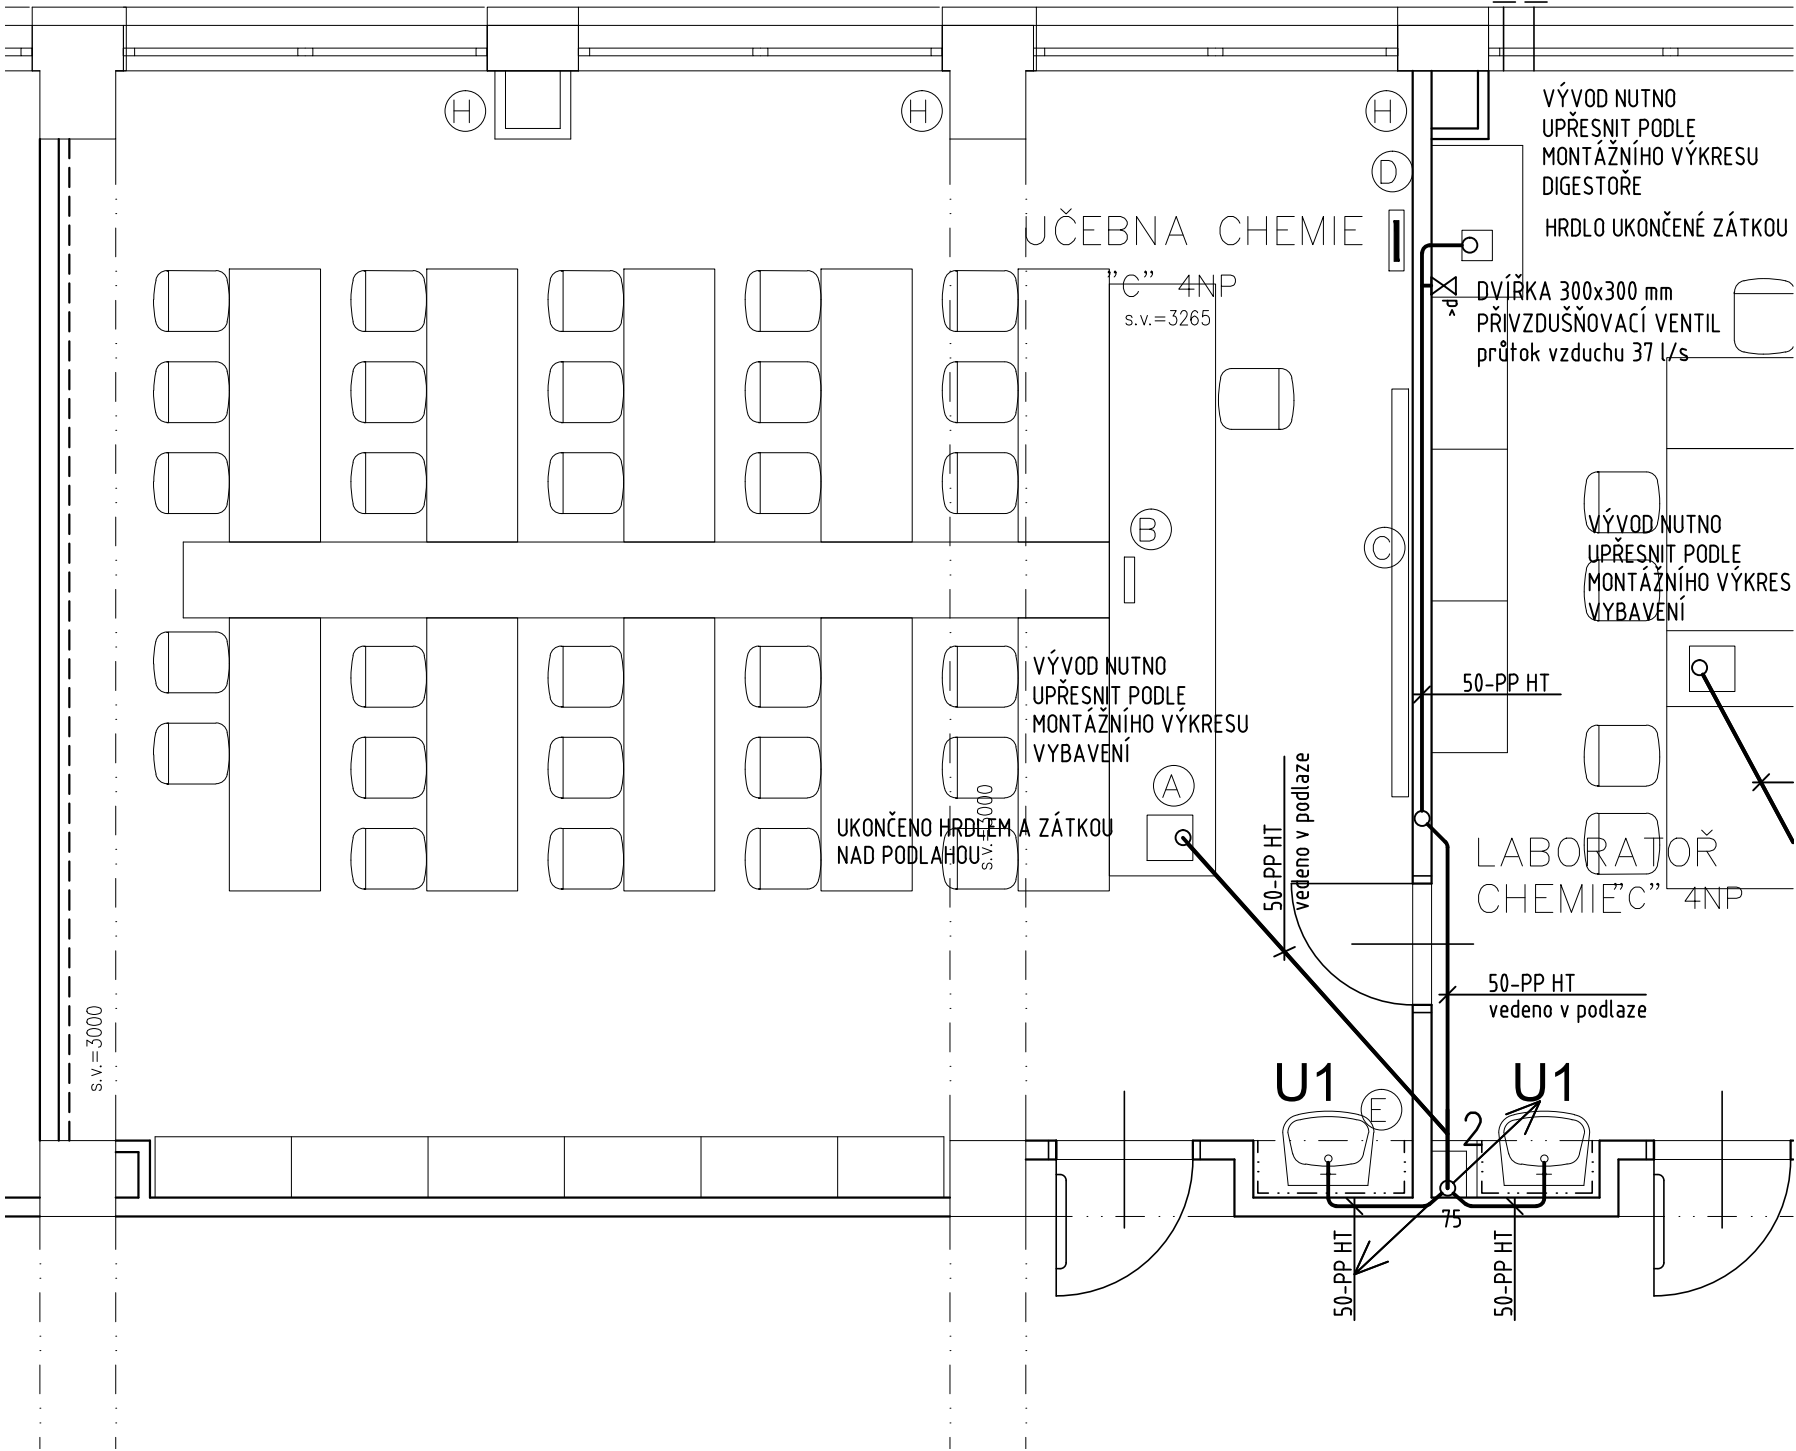 H
H
H
D
VÝVOD NUTNO
UPŘESNIT PODLE
MONTÁŽNÍHO VÝKRESU
DIGESTOŘE
HRDLO UKONČENÉ ZÁTKOU
UČEBNA CHEMIE
"C" 4NP
s.v.=3265
DVÍŘKA 300x300 mm
PŘIVZDUŠŇOVACÍ VENTIL
průtok vzduchu 37 l/s
B
C
VÝVOD NUTNO
UPŘESNIT PODLE
MONTÁŽNÍHO VÝKRES
VYBAVENÍ
VÝVOD NUTNO
UPŘESNIT PODLE
MONTÁŽNÍHO VÝKRESU
VYBAVENÍ
50-PP HT
A
UKONČENO HRDLEM A ZÁTKOU
NAD PODLAHOU
s.v.=3000
50-PP HT
vedeno v podlaze
LABORATOŘ
CHEMIE"C" 4NP
50-PP HT
vedeno v podlaze
s.v.=3000
U1
U1
E
2
75
50-PP HT
50-PP HT